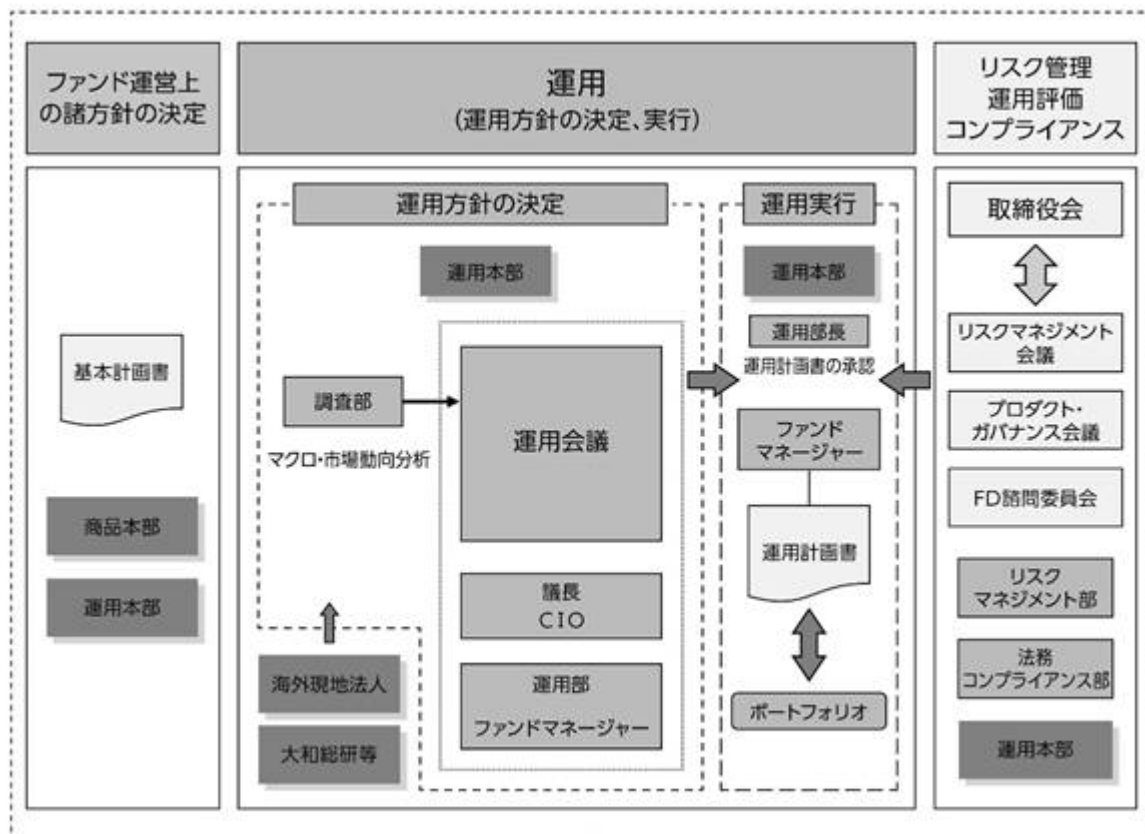 ファンド運営上
の諸方針の決定
運用
(運用方針の決定、実行)
リスク管理
運用評価
コンプライアンス
基本計画書
商品本部
運用本部
運用方針の決定
運用本部
調査部
マクロ・市場動向分析
運用会議
議長
CIO
運用部
ファンドマネージャー
海外現地法人
大和総研等
運用実行
運用本部
運用部長
運用計画書の承認
ファンド
マネージャー
運用計画書
ポートフォリオ
取締役会
リスクマネジメント
会議
プロダクト・
ガバナンス会議
FD諮問委員会
リスク
マネジメント部
法務
コンプライアンス部
運用本部